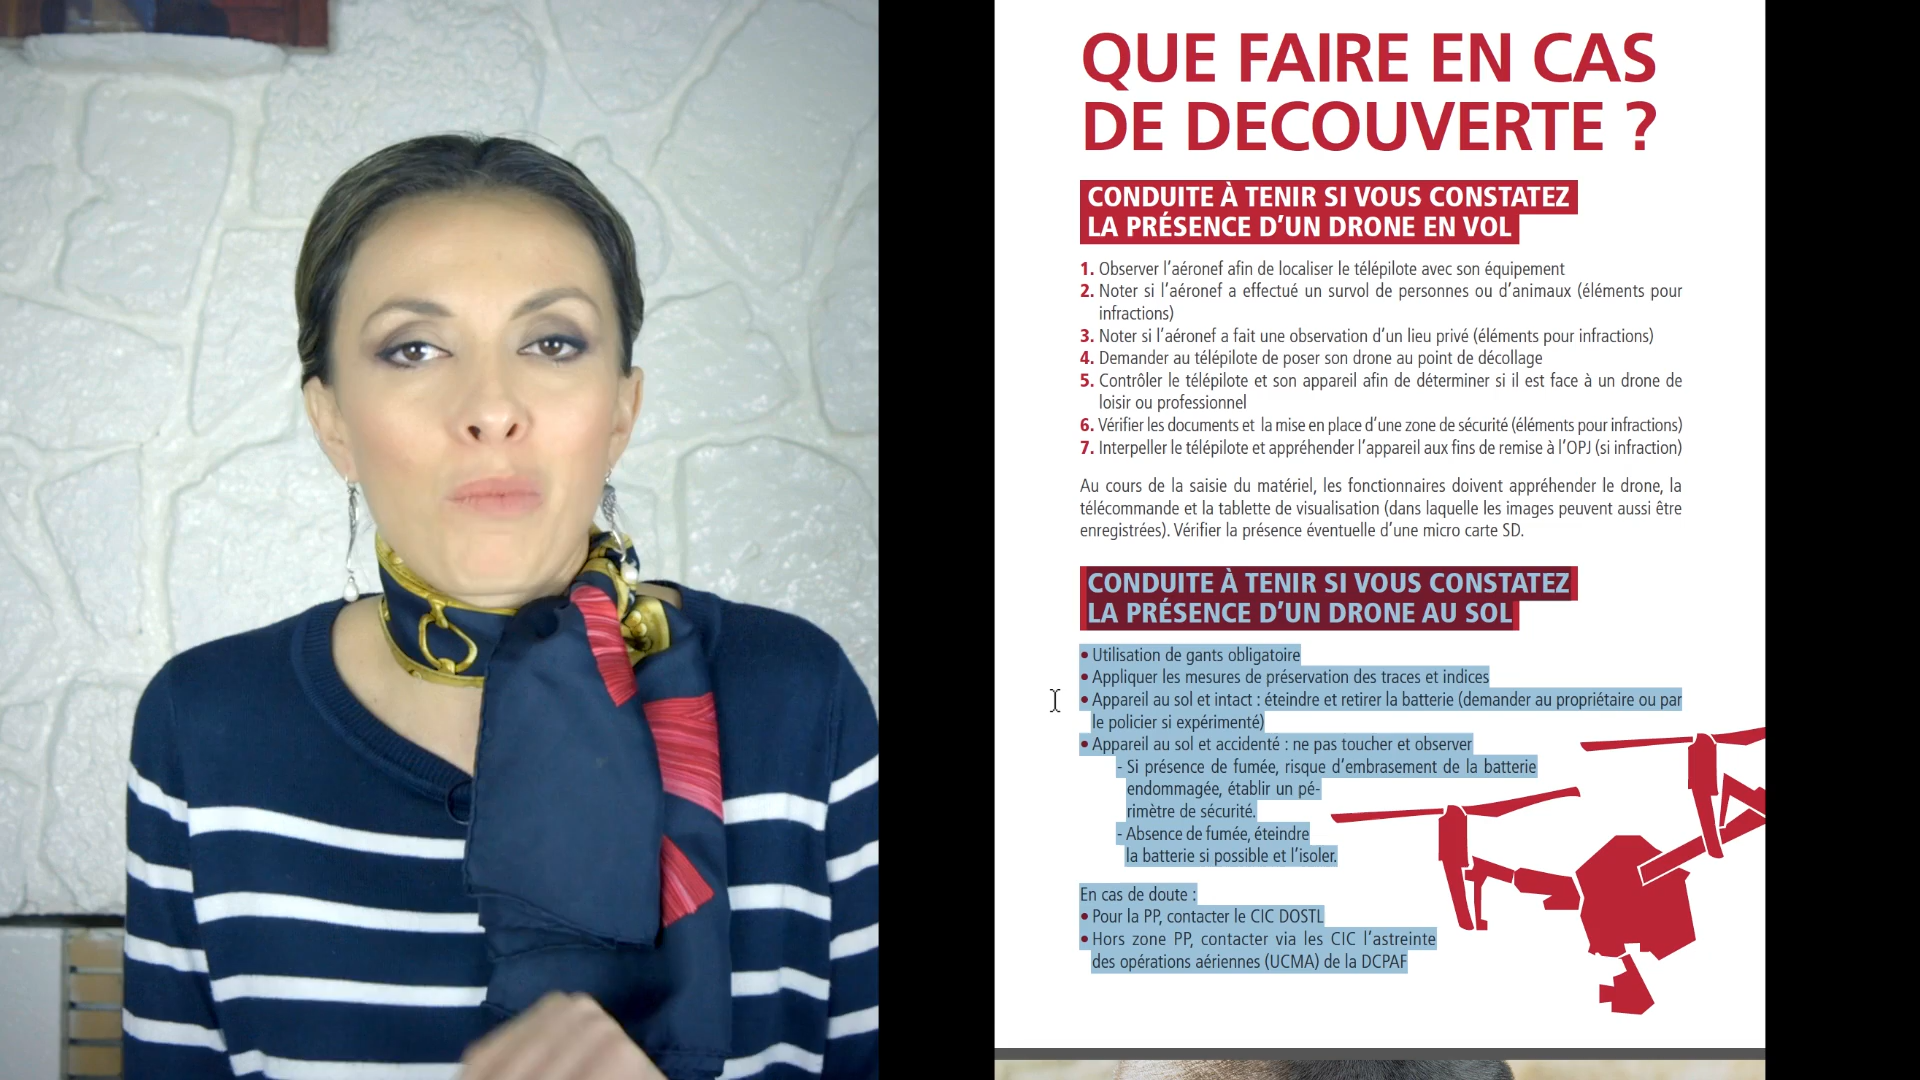 QUE FAIRE EN CAS
DE DECOUVERTE ?
CONDUITE À TENIR SI VOUS CONSTATEZ
LA PRÉSENCE D'UN DRONE EN VOL
1. Observer l'aéronef afin de localiser le télépilote avec son équipement
2. Noter si l'aéronef a effectué un survol de personnes ou d'animaux (éléments pour
infractions)
3. Noter si l'aéronef a fait une observation d'un lieu privé (éléments pour infractions)
4. Demander au télépilote de poser son drone au point de décollage
5. Contrôler le télépilote et son appareil afin de déterminer si il est face à un drone de
loisir ou professionnel
6. Vérifier les documents et la mise en place d'une zone de sécurité (éléments pour infractions)
7. Interpeller le télépilote et appréhender l'appareil aux fins de remise à l'OPJ (si infraction)
Au cours de la saisie du matériel, les fonctionnaires doivent appréhender le drone, la
télécommande et la tablette de visualisation (dans laquelle les images peuvent aussi être
enregistrées). Vérifier la présence éventuelle d'une micro carte SD.
CONDUITE À TENIR SI VOUS CONSTATEZ
LA PRÉSENCE D'UN DRONE AU SOL
• Utilisation de gants obligatoire
• Appliquer les mesures de préservation des traces et indices
• Appareil au sol et intact : éteindre et retirer la batterie (demander au propriétaire ou par
le policier si expérimenté)
• Appareil au sol et accidenté : ne pas toucher et observer
- Si présence de fumée, risque d'embrasement de la batterie
endommagée, établir un pé-
rimètre de sécurité.
- Absence de fumée, éteindre
la batterie si possible et l'isoler.
En cas de doute :
• Pour la PP, contacter le CIC DOSTL
• Hors zone PP, contacter via les CIC l'astreinte
des opérations aériennes (UCMA) de la DCPAF